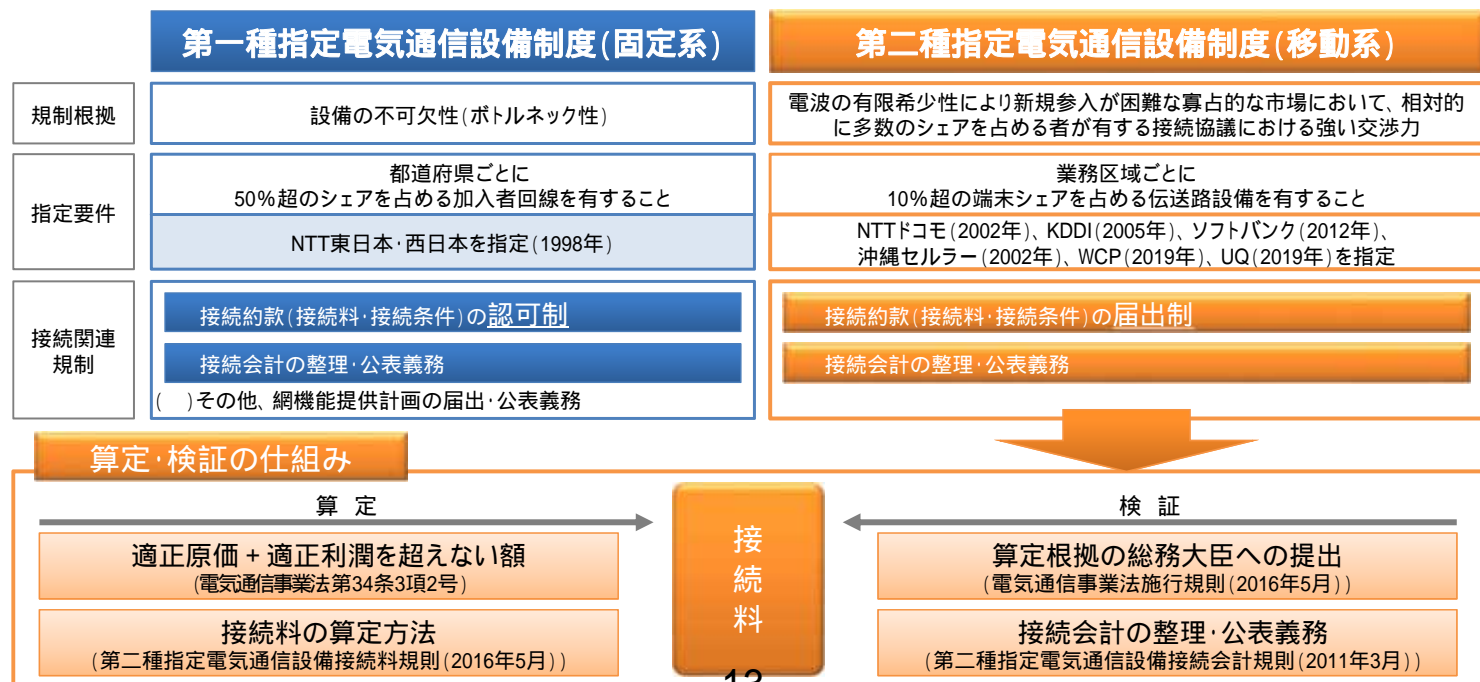 第一種指定電気通信設備制度(固定系)
第二種指定電気通信設備制度(移動系)
規制根拠
設備の不可欠性(ボトルネック性)
電波の有限希少性により新規参入が困難な寡占的な市場において、相対的
に多数のシェアを占める者が有する接続協議における強い交渉力
指定要件
都道府県ごとに
50%超のシェアを占める加入者回線を有すること
業務区域ごとに
10%超の端末シェアを占める伝送路設備を有すること
NTT東日本・西日本を指定(1998年)
NTTドコモ(2002年)、KDDI(2005年)、ソフトバンク(2012年)、
沖縄セルラー(2002年)、WCP(2019年)、UQ(2019年)を指定
接続関連
規制
接続約款(接続料・接続条件)の認可制
接続会計の整理・公表義務
( )その他、網機能提供計画の届出・公表義務
接続約款(接続料・接続条件)の届出制
接続会計の整理・公表義務
算定・検証の仕組み
算 定
適正原価 + 適正利潤を超えない額
(電気通信事業法第34条3項2号)
接続料の算定方法
(第二種指定電気通信設備接続料規則(2016年5月))
接続料
検 証
算定根拠の総務大臣への提出
(電気通信事業法施行規則(2016年5月))
接続会計の整理・公表義務
(第二種指定電気通信設備接続会計規則(2011年3月))